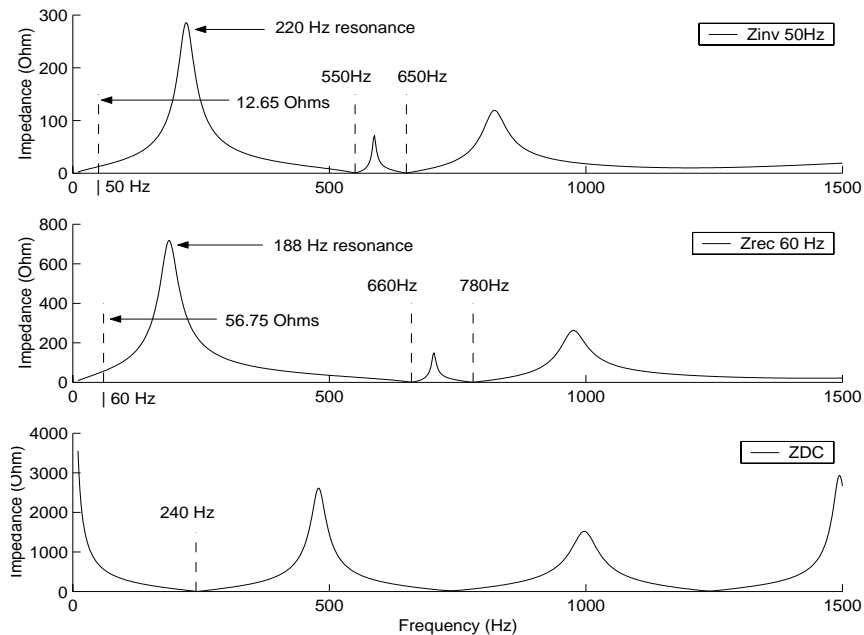 300
220 Hz resonance
Zinv 50Hz
200
550Hz 650Hz
12.65 Ohms
100
0
Impedance (Ohm)
0 | 50 Hz 500 1000 1500
800
188 Hz resonance
Zrec 60 Hz
600
660Hz 780Hz
400
56.75 Ohms
200
0
Impedance (Ohm)
0 | 60 Hz 500 1000 1500
4000
ZDC
3000
240 Hz
2000
1000
0
Impedance (Ohm)
0 500 1000 1500
Frequency (Hz)